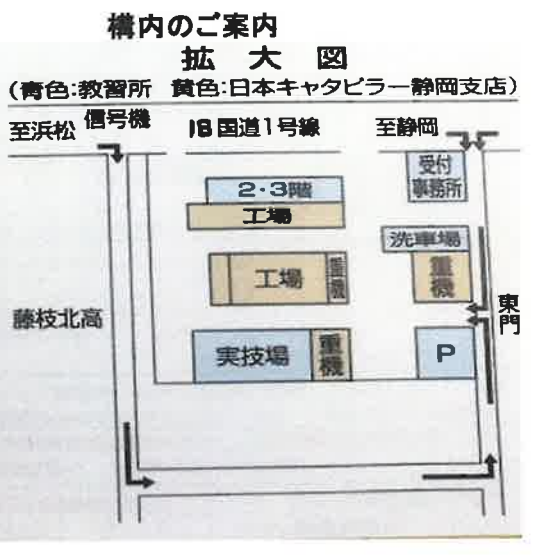 構内のご案内
拡大図
(青色:教習所 黄色:日本キャタピラー静岡支店)
至浜松 信号機 旧国道1号線 至静岡
受付
事務所
2・3階
工場
洗車場
工場
重機
重機
東門
藤枝北高
実技場
重機
P